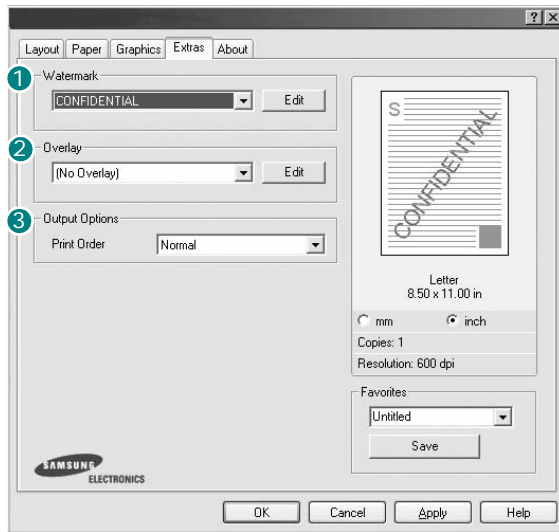 ? ×
Layout Paper Graphics Extras About
1 Watermark
CONFIDENTIAL Edit
2 Overlay
(No Overlay) Edit
3 Output Options
Print Order Normal
S
CONFIDENTIAL
Letter
8.50 x 11.00 in
mm inch
Copies: 1
Resolution: 600 dpi
Favorites
Untitled
Save
SAMSUNG
ELECTRONICS
OK Cancel Apply Help